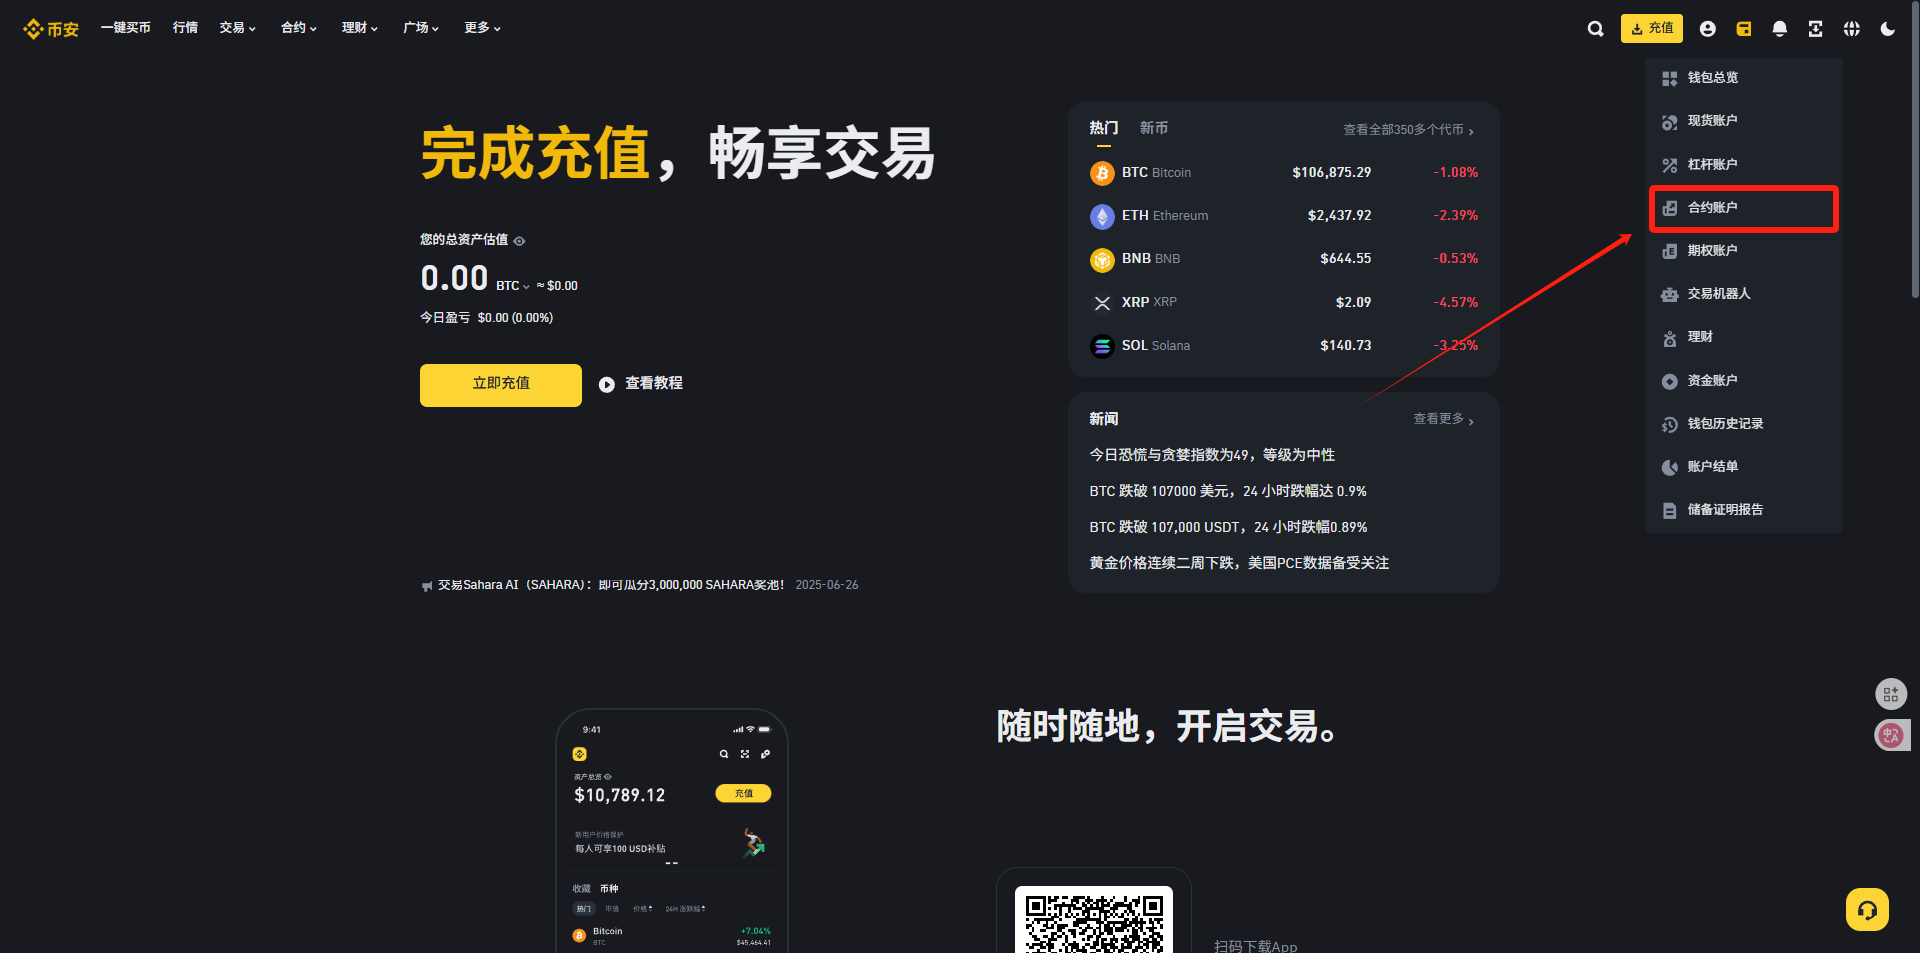 币安 一键买币 行情 交易 合约 理财 广场 更多 充值
完成充值，畅享交易
您的总资产估值
0.00 BTC ≈ $0.00
今日盈亏 $0.00 (0.00%)
立即充值 查看教程
交易Sahara AI（SAHARA）：即可瓜分3,000,000 SAHARA奖池！ 2025-06-26
热门 新币 查看全部350多个代币
BTC Bitcoin $106,875.29 -1.08%
ETH Ethereum $2,437.92 -2.39%
BNB BNB $644.55 -0.53%
XRP XRP $2.09 -4.57%
SOL Solana $140.73 -3.25%
新闻 查看更多
今日恐慌与贪婪指数为49，等级为中性
BTC 跌破 107000 美元，24 小时跌幅达 0.9%
BTC 跌破 107,000 USDT，24 小时跌幅0.89%
黄金价格连续二周下跌，美国PCE数据备受关注
钱包总览
现货账户
杠杆账户
合约账户
期权账户
交易机器人
理财
资金账户
钱包历史记录
账户结单
储备证明报告
随时随地，开启交易。
9:41
资产总览
$10,789.12 充值
新用户价格保护
每人可享100 USD补贴
收藏 币种
热门 市值 价格 24H 涨跌幅
Bitcoin +7.04%
BTC $45,464.41
扫码下载App
中 A